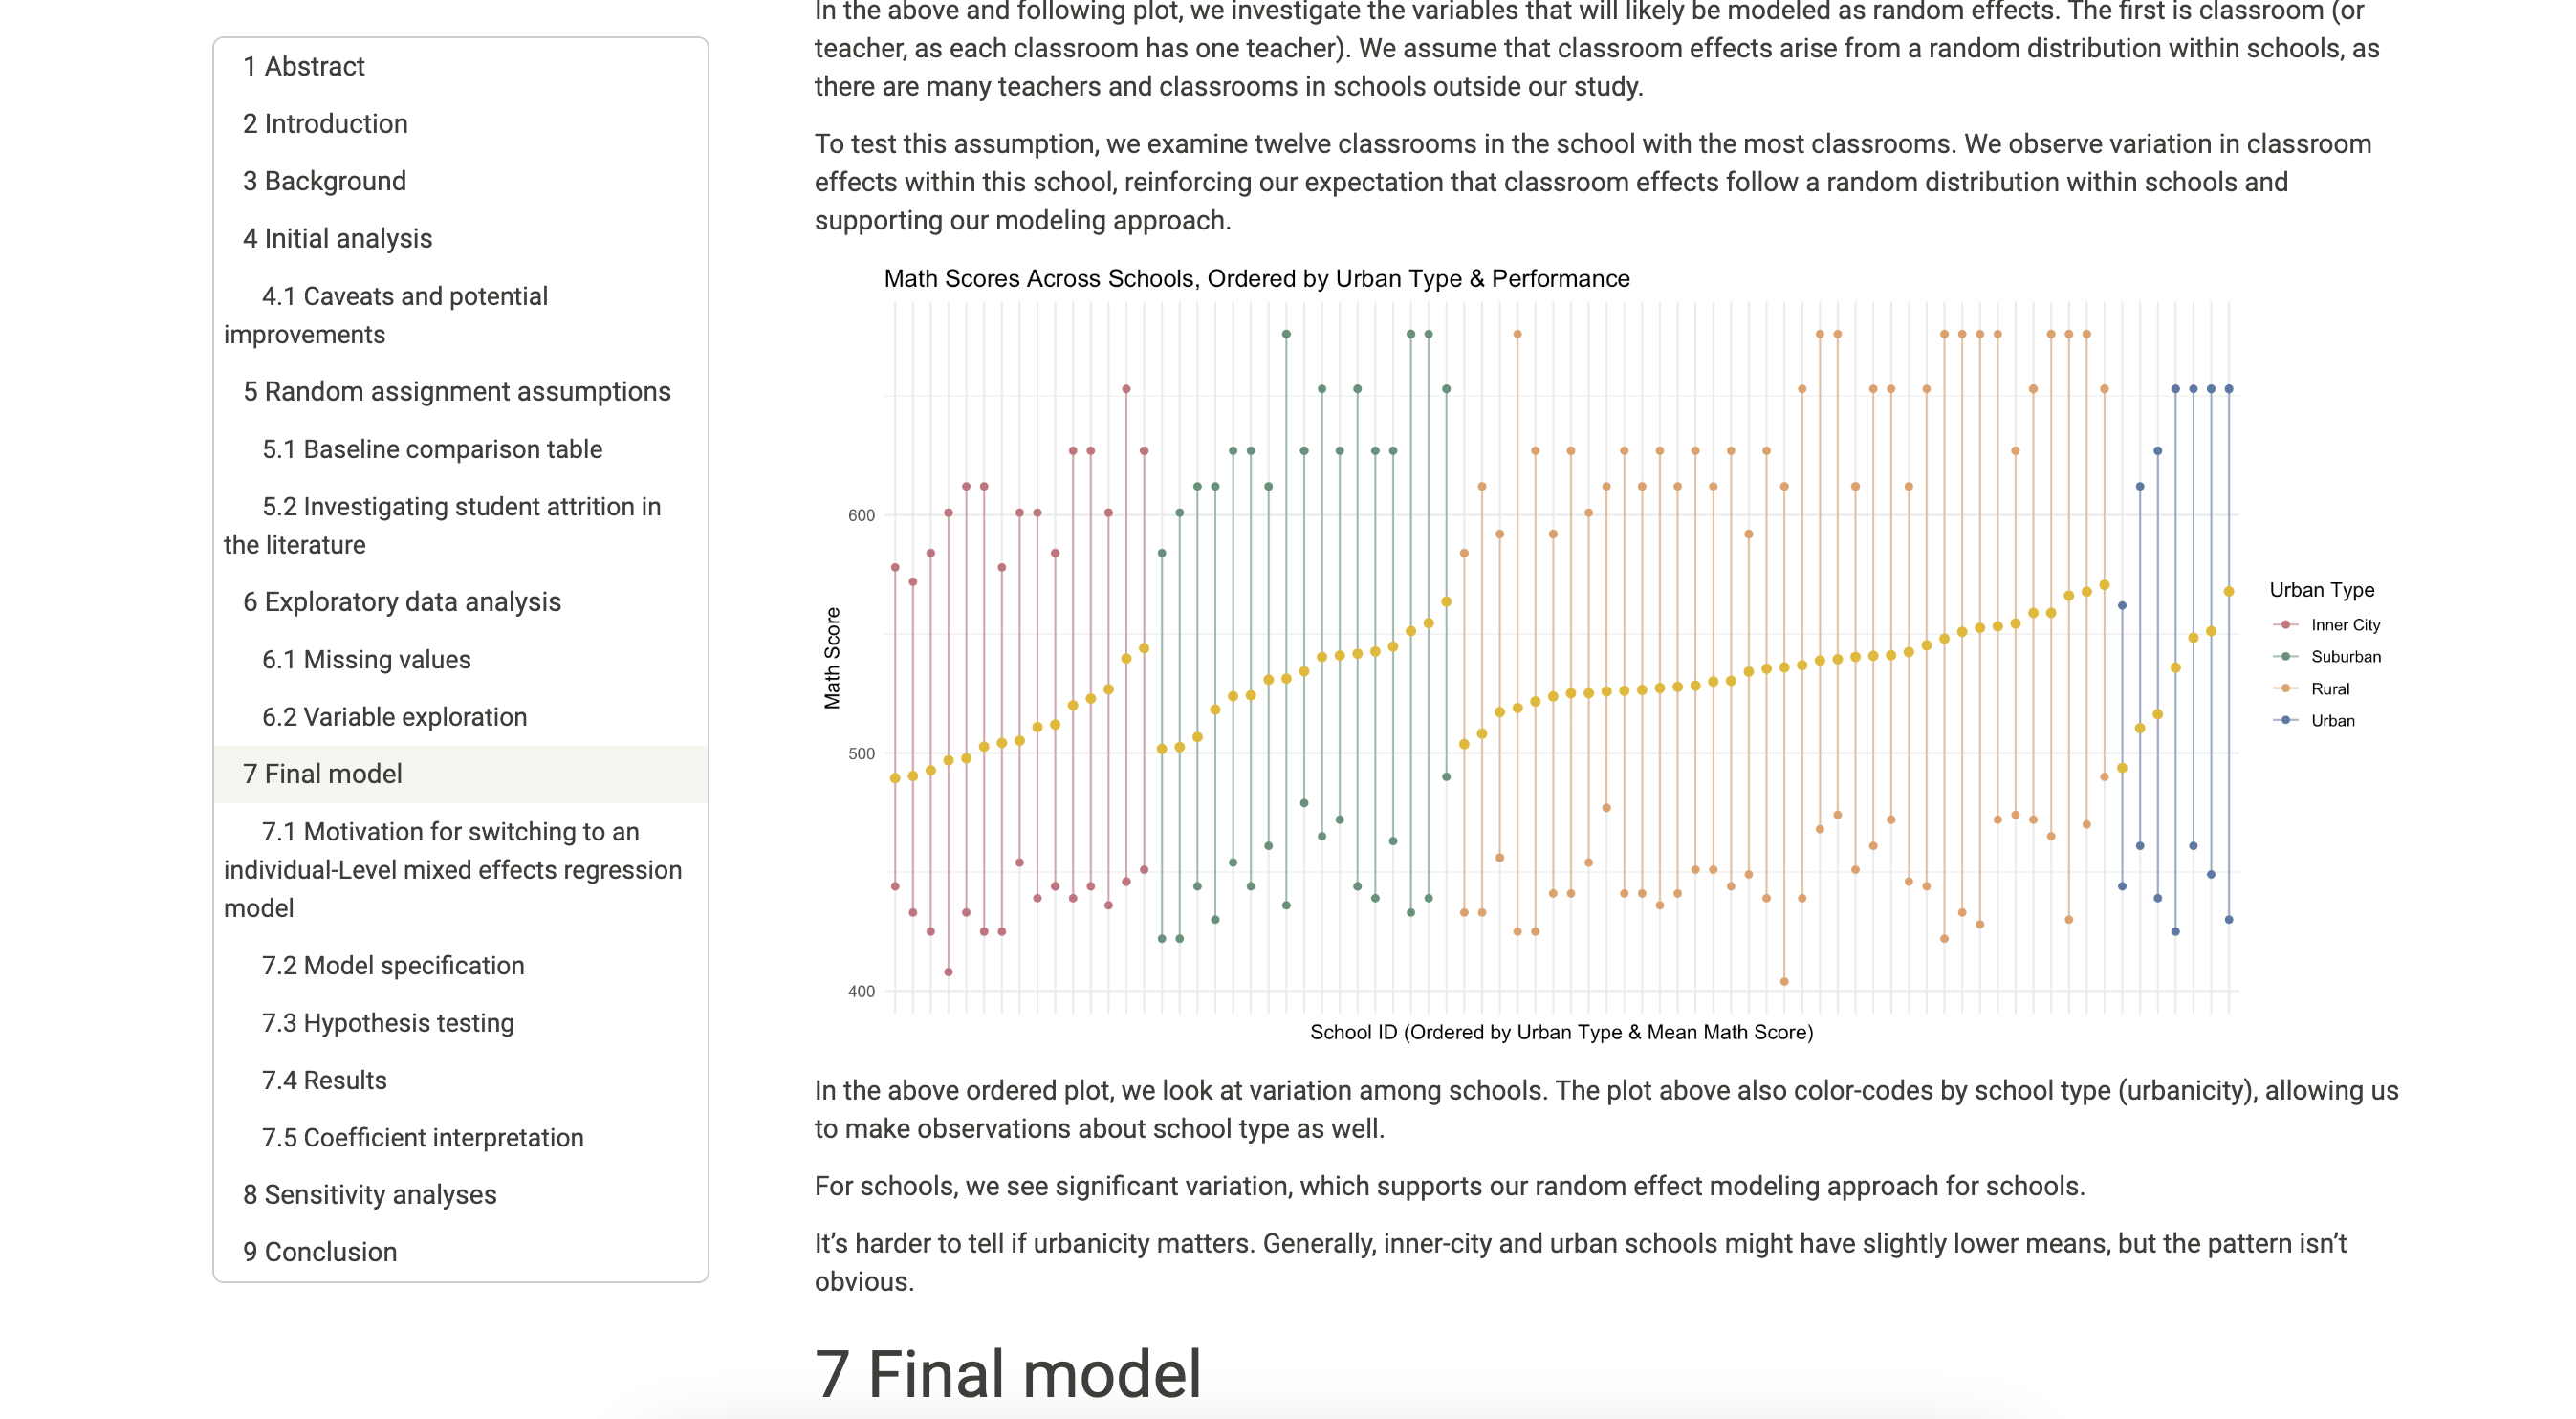 1 Abstract
2 Introduction
3 Background
4 Initial analysis
4.1 Caveats and potential
improvements
5 Random assignment assumptions
5.1 Baseline comparison table
5.2 Investigating student attrition in
the literature
6 Exploratory data analysis
6.1 Missing values
6.2 Variable exploration
7 Final model
7.1 Motivation for switching to an
individual-Level mixed effects regression
model
7.2 Model specification
7.3 Hypothesis testing
7.4 Results
7.5 Coefficient interpretation
8 Sensitivity analyses
9 Conclusion
In the above and following plot, we investigate the variables that will likely be modeled as random effects. The first is classroom (or
teacher, as each classroom has one teacher). We assume that classroom effects arise from a random distribution within schools, as
there are many teachers and classrooms in schools outside our study.
To test this assumption, we examine twelve classrooms in the school with the most classrooms. We observe variation in classroom
effects within this school, reinforcing our expectation that classroom effects follow a random distribution within schools and
supporting our modeling approach.
Math Scores Across Schools, Ordered by Urban Type & Performance
Math Score
600
500
400
School ID (Ordered by Urban Type & Mean Math Score)
Urban Type
Inner City
Suburban
Rural
Urban
In the above ordered plot, we look at variation among schools. The plot above also color-codes by school type (urbanicity), allowing us
to make observations about school type as well.
For schools, we see significant variation, which supports our random effect modeling approach for schools.
It’s harder to tell if urbanicity matters. Generally, inner-city and urban schools might have slightly lower means, but the pattern isn’t
obvious.
7 Final model